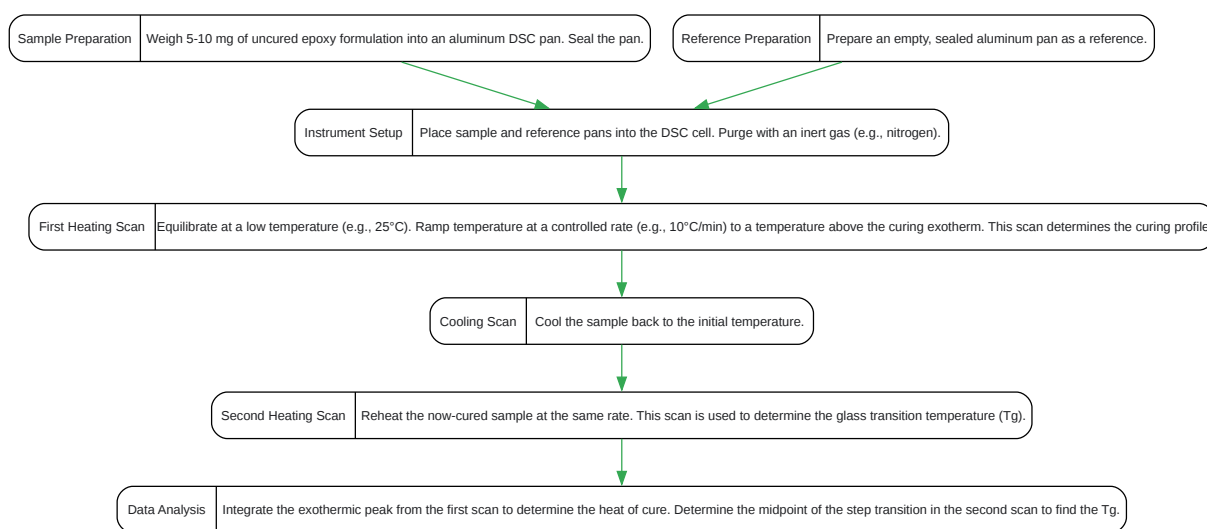 Sample Preparation
Weigh 5-10 mg of uncured epoxy formulation into an aluminum DSC pan. Seal the pan.
Reference Preparation
Prepare an empty, sealed aluminum pan as a reference.
Instrument Setup
Place sample and reference pans into the DSC cell. Purge with an inert gas (e.g., nitrogen).
First Heating Scan
Equilibrate at a low temperature (e.g., 25°C). Ramp temperature at a controlled rate (e.g., 10°C/min) to a temperature above the curing exotherm. This scan determines the curing profile
Cooling Scan
Cool the sample back to the initial temperature.
Second Heating Scan
Reheat the now-cured sample at the same rate. This scan is used to determine the glass transition temperature (Tg).
Data Analysis
Integrate the exothermic peak from the first scan to determine the heat of cure. Determine the midpoint of the step transition in the second scan to find the Tg.